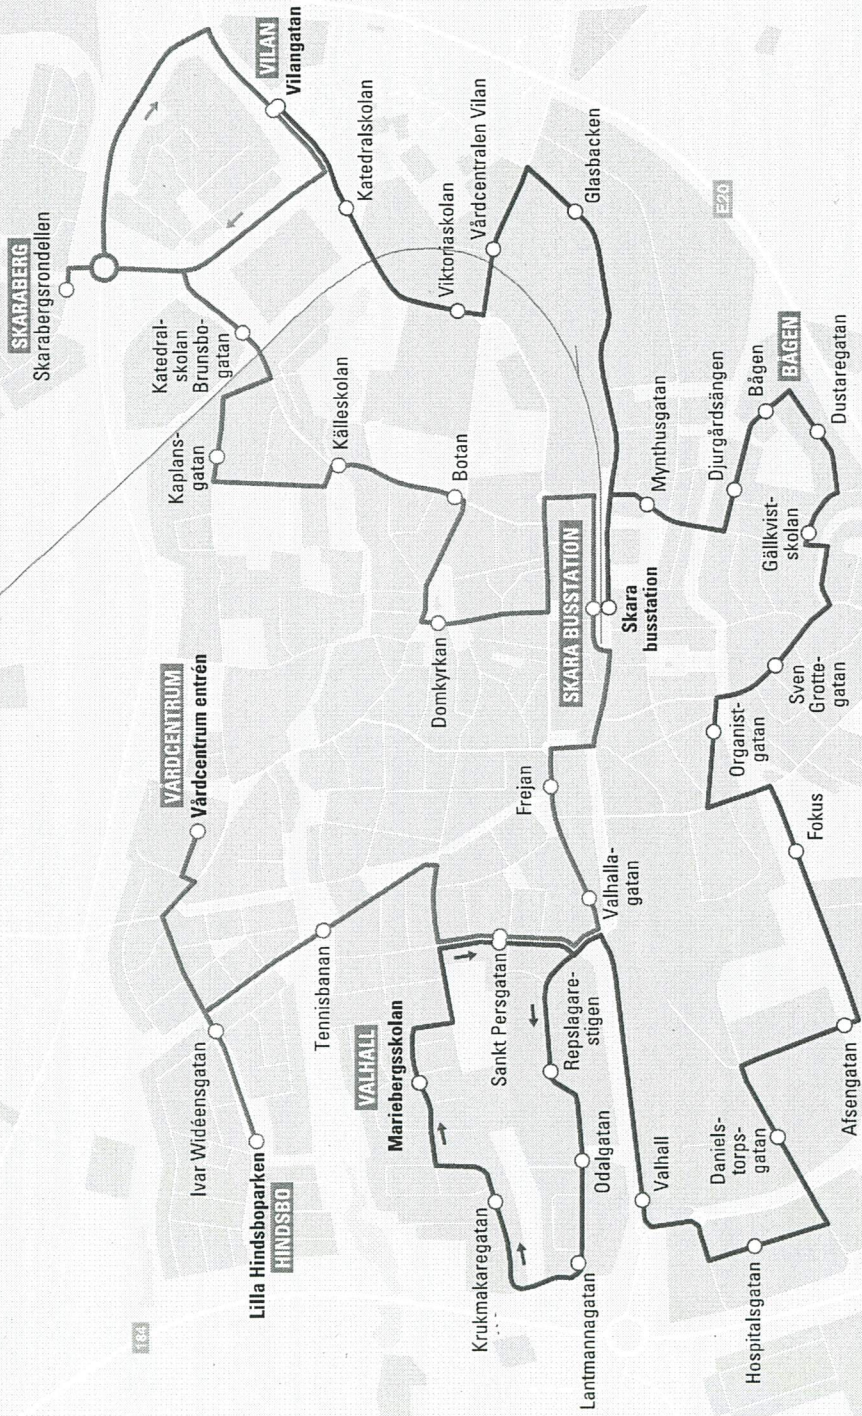 SKARABERG
Skarabergsrondellen
184
VÅRDCENTRUM
Vårdcentrum entrén
Katedral-
skolan
Brunsbo-
gatan
Kaplans-
gatan
Ivar Widéensgatan
Lilla Hindsboparken
HINDSBO
VILAN
Vilangatan
Tennisbanan
Källeskolan
Katedralskolan
VALHALL
Mariebergsskolan
Domkyrkan
Botan
Viktoriaskolan
Vårdcentralen Vilan
Krukmakaregatan
Sankt Persgatan
Frejan
Repslagare-
stigen
SKARA BUSSTATION
Glasbacken
Lantmannagatan
Odalgatan
Valhalla-
gatan
Skara
busstation
Valhall
Mynthusgatan
Daniels-
torps-
gatan
Organist-
gatan
Djurgårdsängen
E20
Hospitalsgatan
Bågen
BÅGEN
Gällkvist-
skolan
Sven
Grotte-
gatan
Fokus
Dustaregatan
Afsengatan